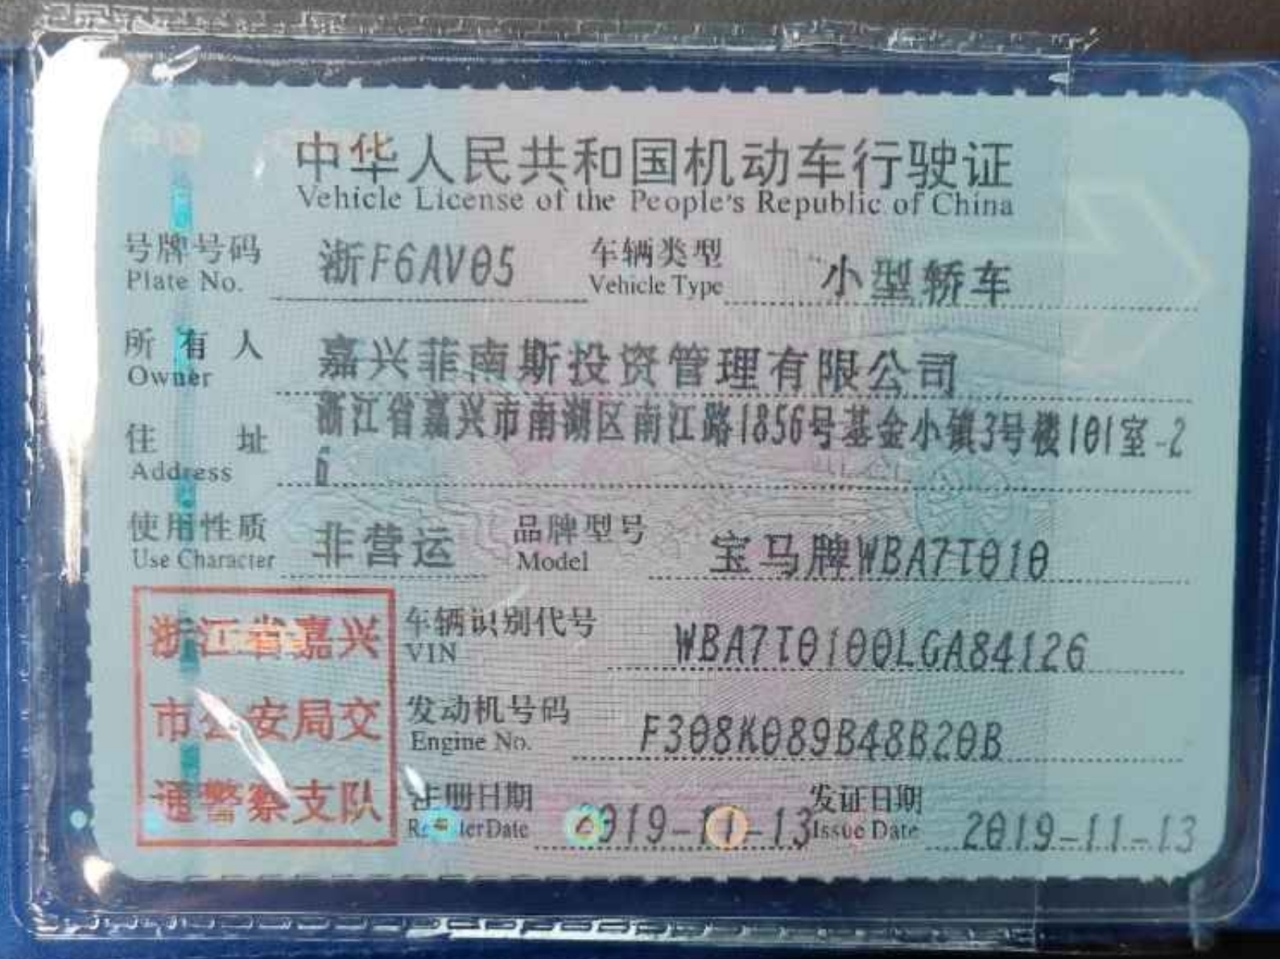 中华人民共和国机动车行驶证
Vehicle License of the People's Republic of China
号牌号码 浙F6AV05 车辆类型 小型轿车
Plate No. Vehicle Type
所有人 嘉兴菲南斯投资管理有限公司
Owner
浙江省嘉兴市南湖区南江路1856号基金小镇3号楼101室-2
住址
Address 6
使用性质 非营运 品牌型号 宝马牌WBA7T010
Use Character Model
浙江省嘉兴 车辆识别代号 WBA7T0100LGA84126
VIN
市公安局交 发动机号码 F308K089B48B20B
Engine No.
通警察支队 注册日期 2019-11-13 发证日期 2019-11-13
Register Date Issue Date